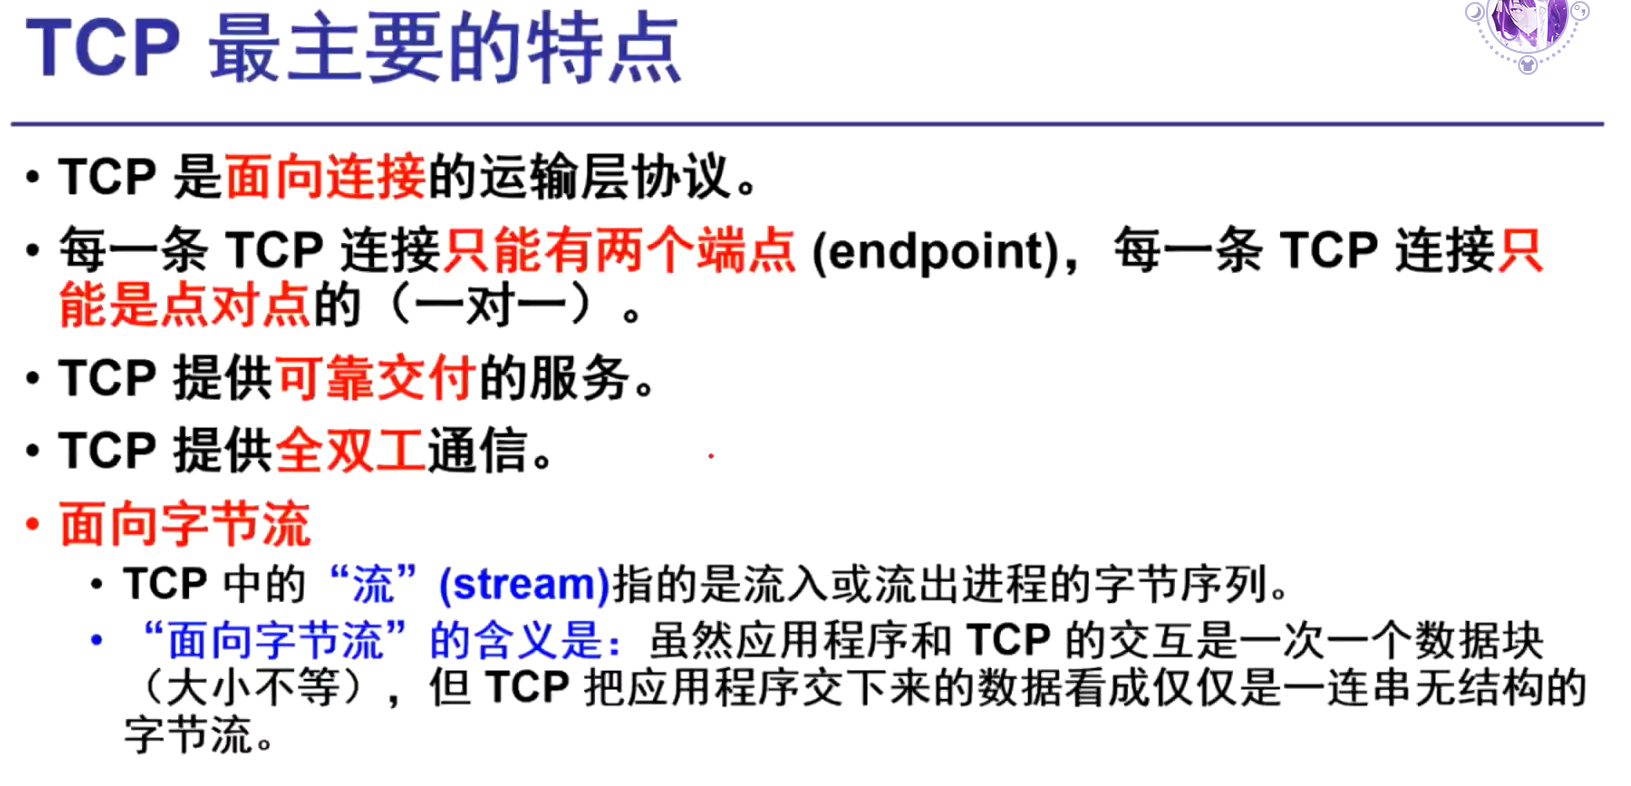 TCP 最主要的特点
• TCP 是面向连接的运输层协议。
• 每一条 TCP 连接只能有两个端点 (endpoint)，每一条 TCP 连接只
能是点对点的（一对一）。
• TCP 提供可靠交付的服务。
• TCP 提供全双工通信。
• 面向字节流
• TCP 中的“流”(stream)指的是流入或流出进程的字节序列。
• “面向字节流”的含义是：虽然应用程序和 TCP 的交互是一次一个数据块
（大小不等），但 TCP 把应用程序交下来的数据看成仅仅是一连串无结构的
字节流。